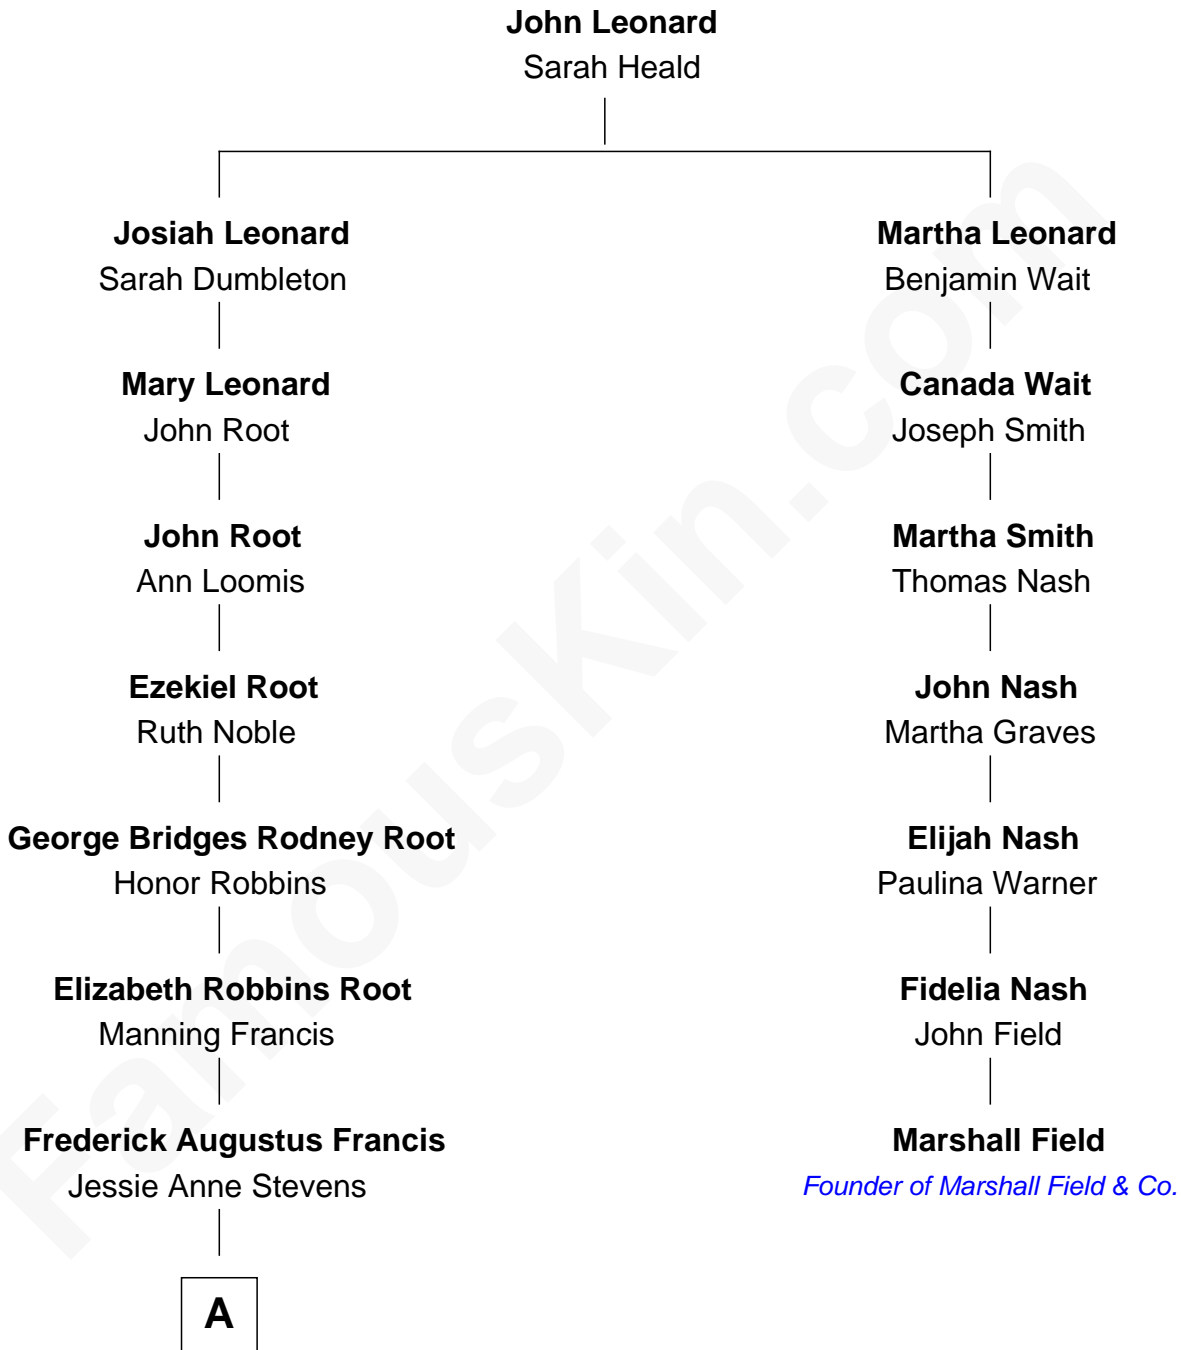 John Leonard
Sarah Heald
Josiah Leonard
Sarah Dumbleton
Martha Leonard
Benjamin Wait
Mary Leonard
John Root
Canada Wait
Joseph Smith
John Root
Ann Loomis
Martha Smith
Thomas Nash
Ezekiel Root
Ruth Noble
John Nash
Martha Graves
George Bridges Rodney Root
Honor Robbins
Elijah Nash
Paulina Warner
Elizabeth Robbins Root
Manning Francis
Fidelia Nash
John Field
Frederick Augustus Francis
Jessie Anne Stevens
Marshall Field
Founder of Marshall Field & Co.
A
FamousKin.com